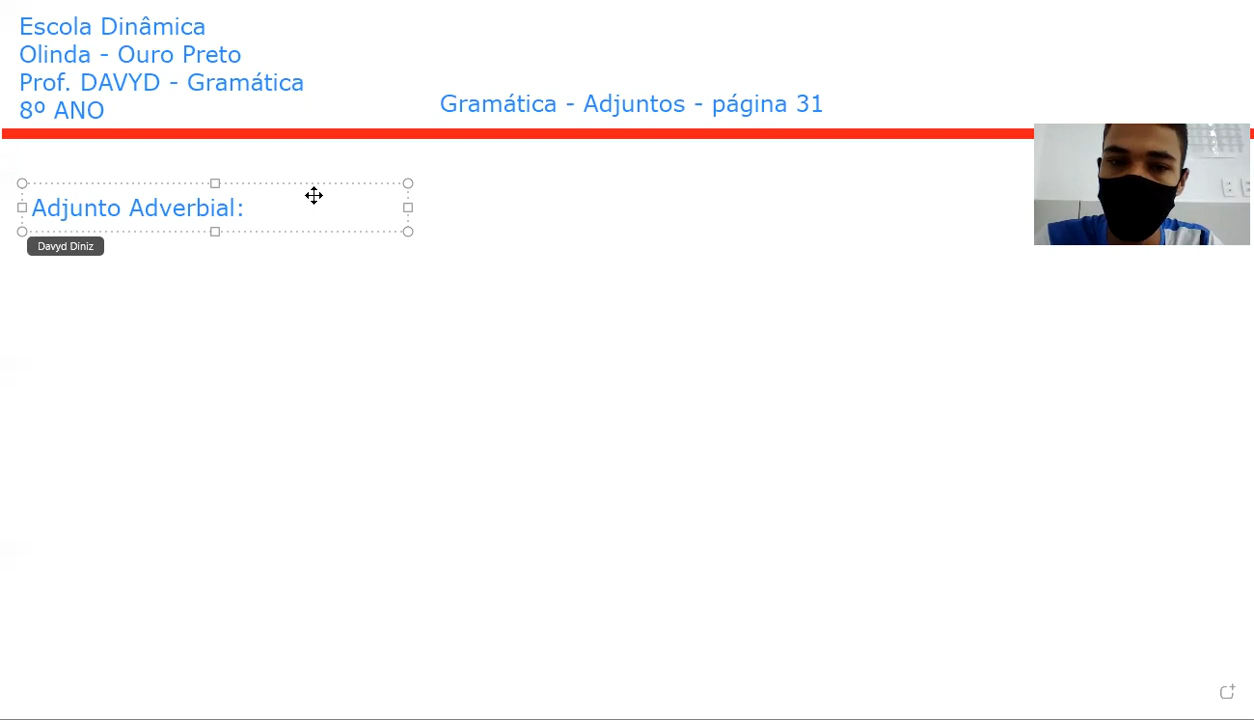 Escola Dinâmica
Olinda - Ouro Preto
Prof. DAVYD - Gramática
8º ANO
Gramática - Adjuntos - página 31
Adjunto Adverbial:
Davyd Diniz